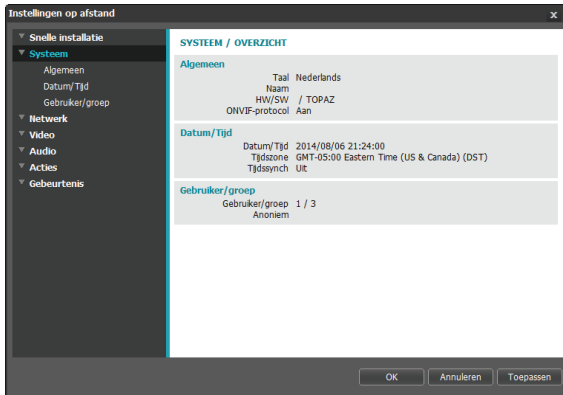 Instellingen op afstand
x
Snelle installatie
Systeem
Algemeen
Datum/Tijd
Gebruiker/groep
Netwerk
Video
Audio
Acties
Gebeurtenis
SYSTEEM / OVERZICHT
Algemeen
Taal Nederlands
Naam
HW/SW / TOPAZ
ONVIF-protocol Aan
Datum/Tijd
Datum/Tijd 2014/08/06 21:24:00
Tijdszone GMT-05:00 Eastern Time (US & Canada) (DST)
Tijdssynch Uit
Gebruiker/groep
Gebruiker/groep 1 / 3
Anoniem
OK Annuleren Toepassen